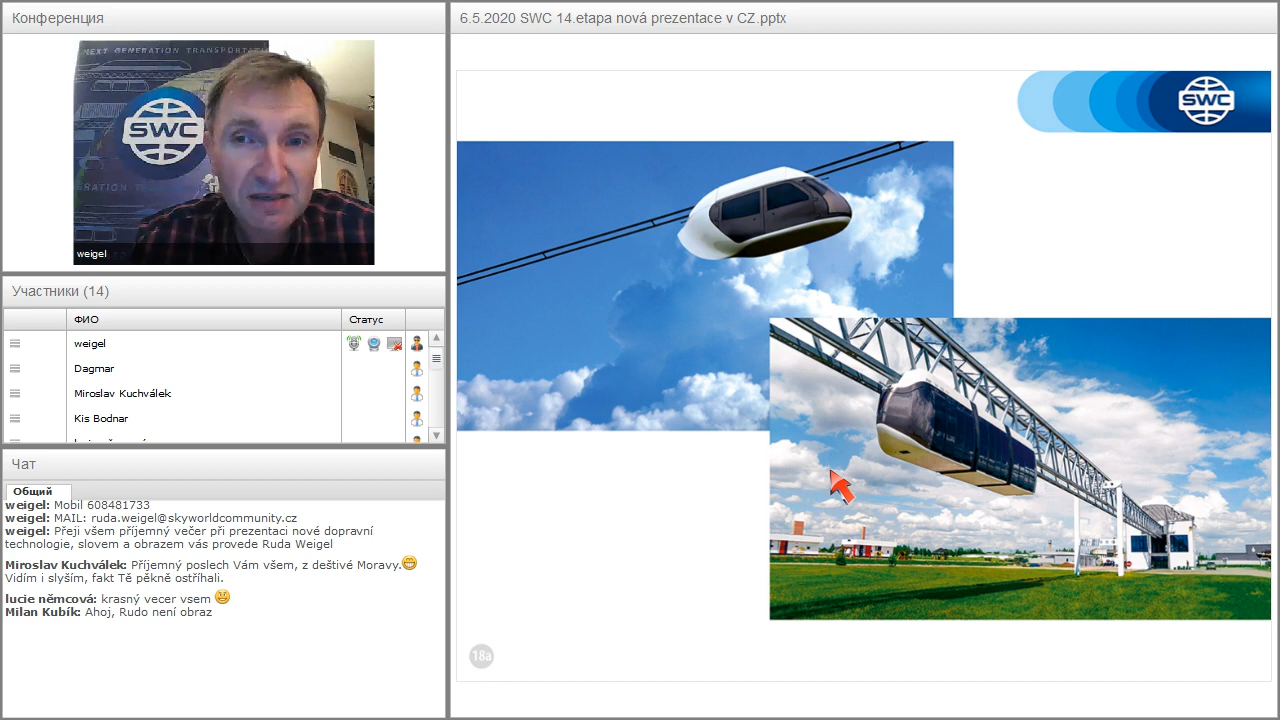 Конференция
NEXT GENERATION TRANSPORTATI
SWC
weigel
Участники (14)
ФИО
Статус
weigel
Dagmar
Miroslav Kuchválek
Kis Bodnar
Чат
Общий
weigel: Mobil 608481733
weigel: MAIL: ruda.weigel@skyworldcommunity.cz
weigel: Přeji všem příjemný večer při prezentaci nové dopravní
technologie, slovem a obrazem vás provede Ruda Weigel
Miroslav Kuchválek: Vám všem, z deštivé Moravy.
Vidím i slyším, fakt Tě pěkně ostříhali.
lucie němcová: krasný vecer vsem
Milan Kubík: Ahoj, Rudo není obraz
6.5.2020 SWC 14.etapa nová prezentace v CZ.pptx
SWC
18a